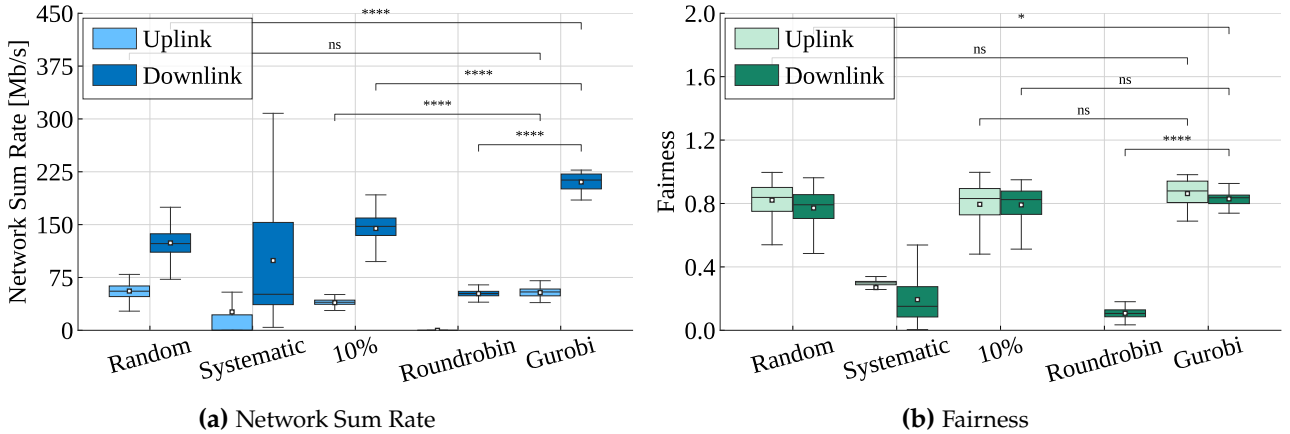 Network Sum Rate [Mb/s]
450
375
300
225
150
75
0
Uplink
Downlink
****
ns
****
****
****
Random
Systematic
10%
Roundrobin
Gurobi
(a) Network Sum Rate
Fairness
2.0
1.6
1.2
0.8
0.4
0.0
Uplink
Downlink
*
ns
ns
ns
****
Random
Systematic
10%
Roundrobin
Gurobi
(b) Fairness